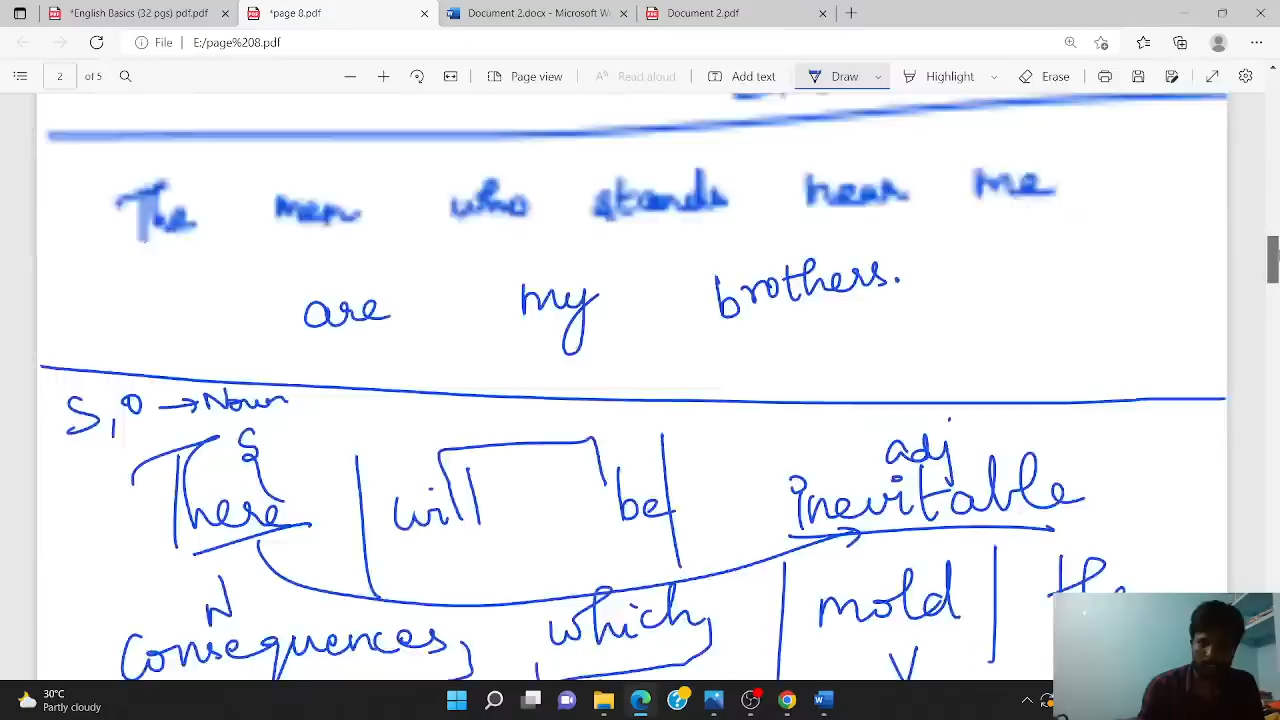 *English Basics (32 pgs) pdf.pdf
*page 8.pdf
Document 2.docx - Microsoft Wo
Document 2.pdf
File E:/page%208.pdf
2 of 5 Page view Read aloud Add text Draw Highlight Erase
The men who stands near me
are my brothers.
S, O → Noun
S adj
There will be inevitable
N
consequences, which mold the
V
30°C
Partly cloudy